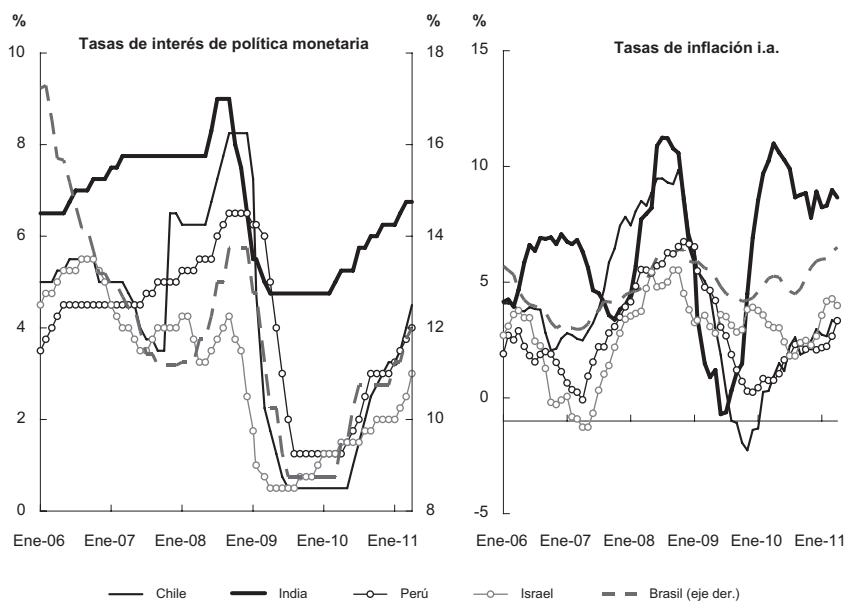 % % %
Tasas de interés de política monetaria
10
8
6
4
2
0
18
16
14
12
10
8
Ene-06 Ene-07 Ene-08 Ene-09 Ene-10 Ene-11
Tasas de inflación i.a.
15
10
5
0
-5
Ene-06 Ene-07 Ene-08 Ene-09 Ene-10 Ene-11
Chile India Perú Israel Brasil (eje der.)